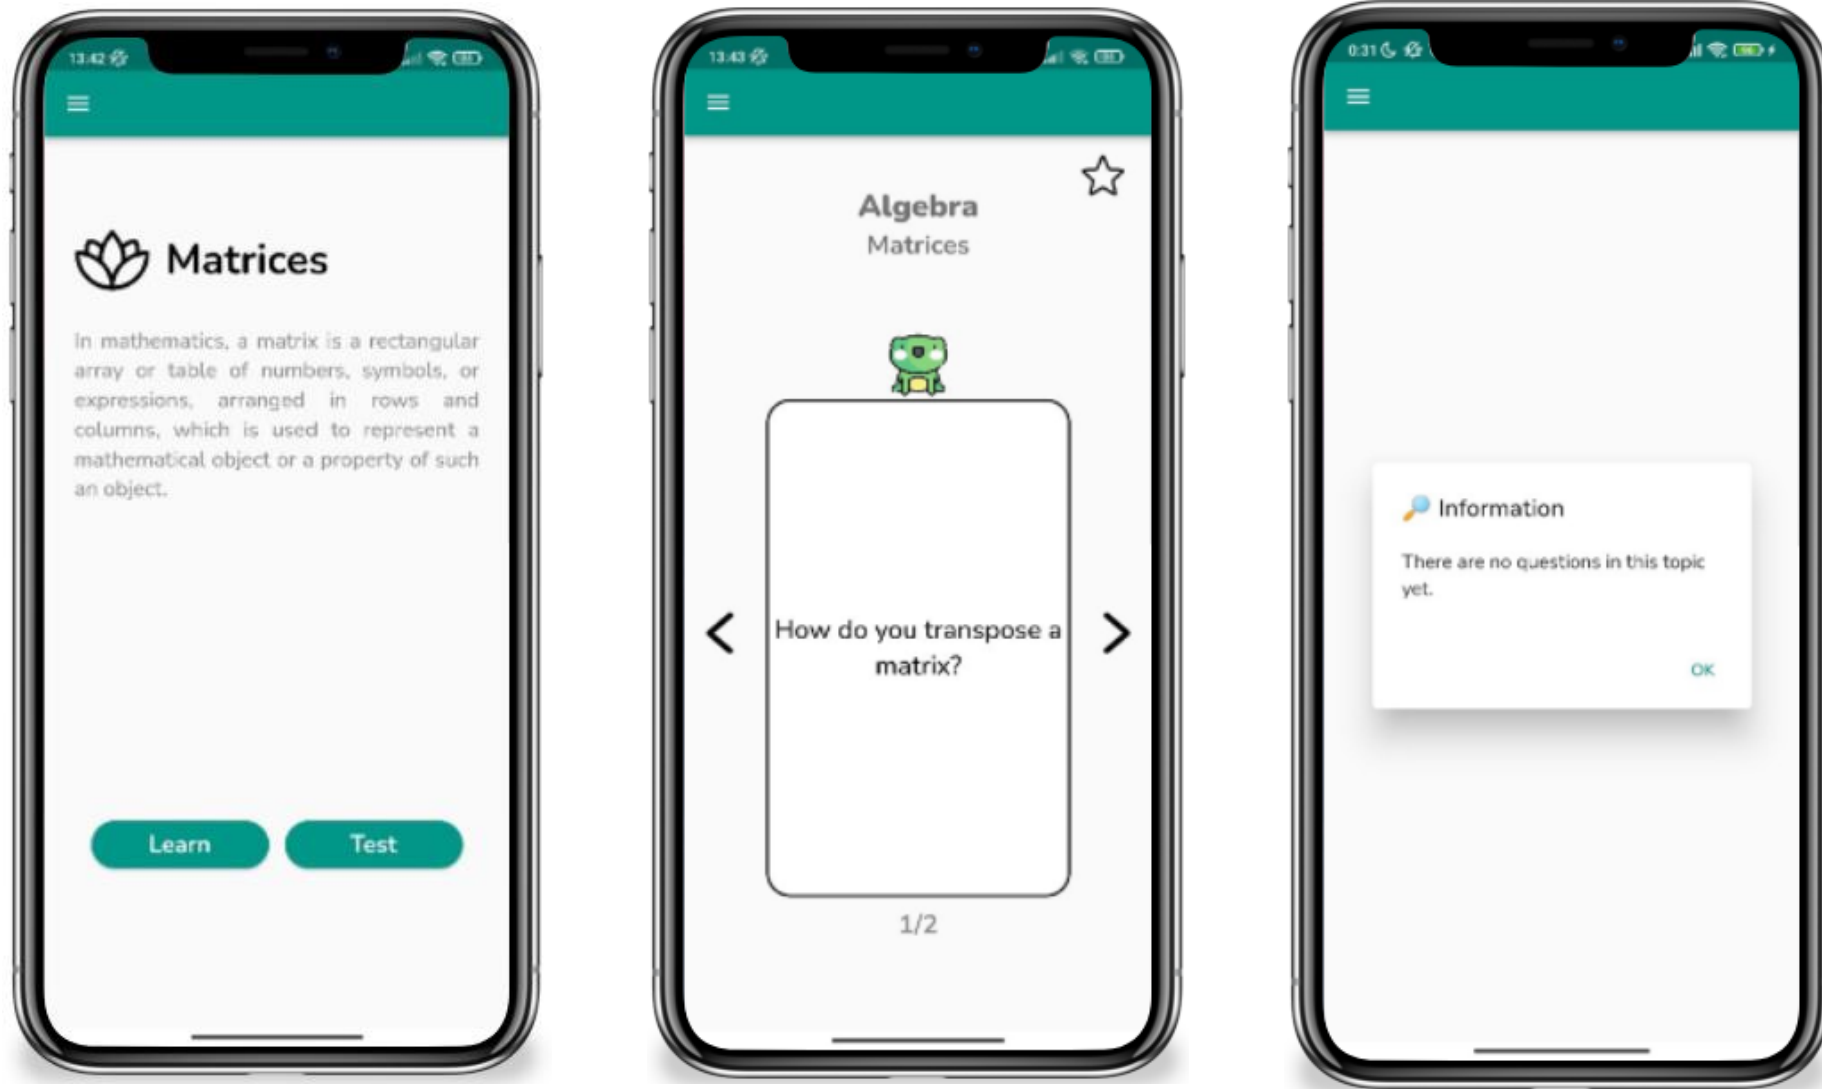 13:42
Matrices
In mathematics, a matrix is a rectangular
array or table of numbers, symbols, or
expressions, arranged in rows and
columns, which is used to represent a
mathematical object or a property of such
an object.
Learn
Test
13:43
Algebra
Matrices
How do you transpose a
matrix?
1/2
0:31
Information
There are no questions in this topic
yet.
OK